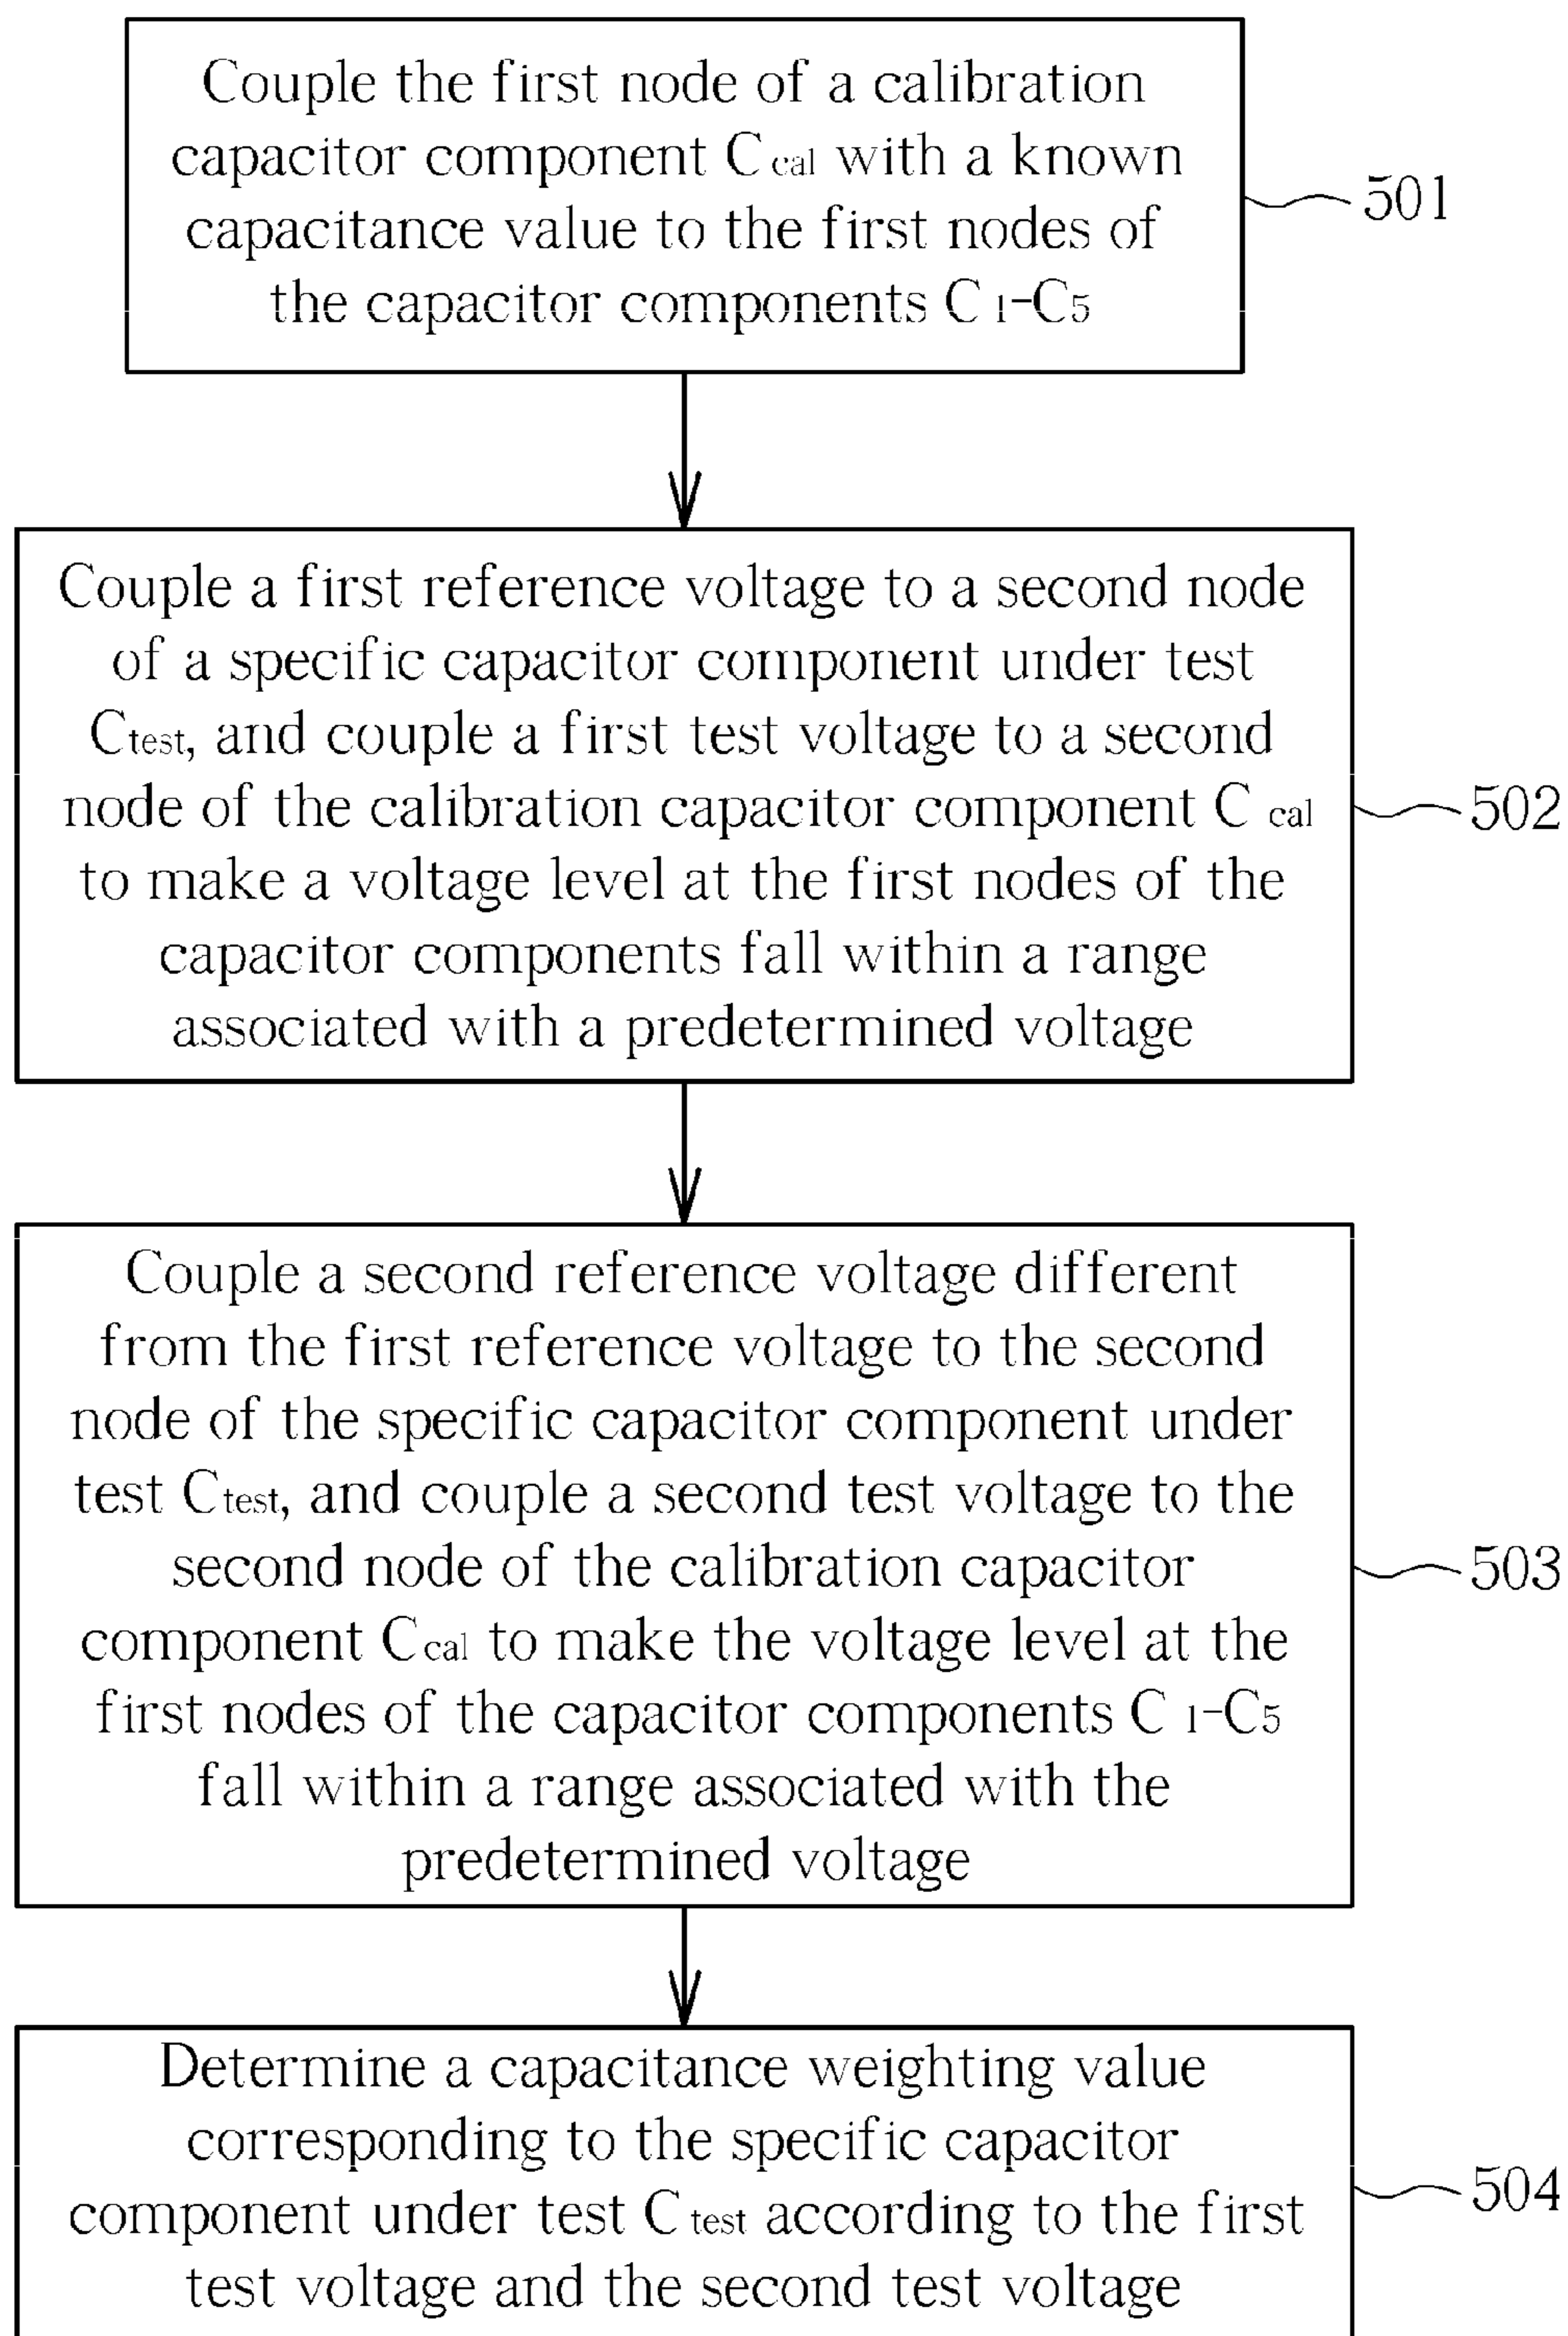 Couple the first node of a calibration
capacitor component C cal with a known
capacitance value to the first nodes of
the capacitor components C 1-C5
501
Couple a first reference voltage to a second node
of a specific capacitor component under test
Ctest, and couple a first test voltage to a second
node of the calibration capacitor component C cal
to make a voltage level at the first nodes of the
capacitor components fall within a range
associated with a predetermined voltage
502
Couple a second reference voltage different
from the first reference voltage to the second
node of the specific capacitor component under
test Ctest, and couple a second test voltage to the
second node of the calibration capacitor
component Ccal to make the voltage level at the
first nodes of the capacitor components C 1-C5
fall within a range associated with the
predetermined voltage
503
Determine a capacitance weighting value
corresponding to the specific capacitor
component under test C test according to the first
test voltage and the second test voltage
504